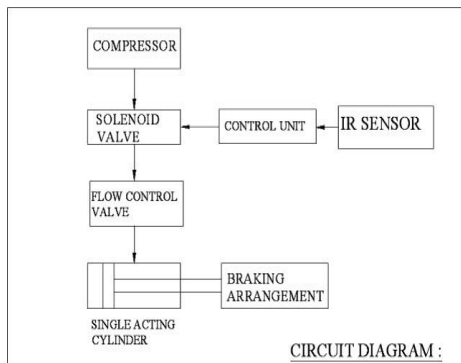 COMPRESSOR
SOLENOID
VALVE
CONTROL UNIT
IR SENSOR
FLOW CONTROL
VALVE
BRAKING
ARRANGEMENT
SINGLE ACTING
CYLINDER
CIRCUIT DIAGRAM :